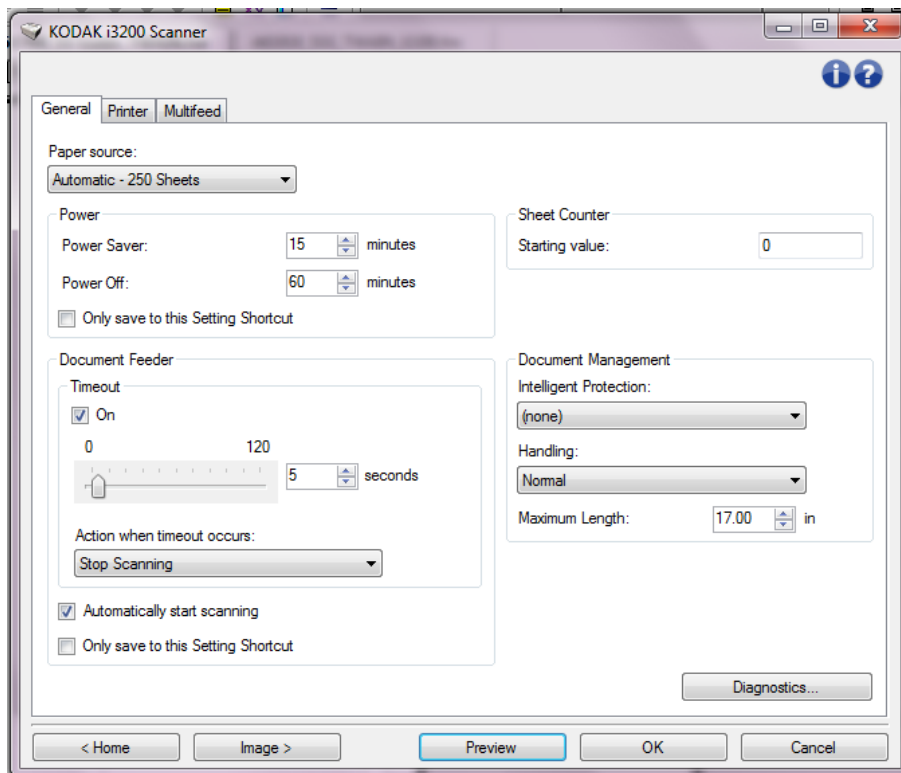 KODAK i3200 Scanner
General Printer Multifeed
Paper source:
Automatic - 250 Sheets
Power
Power Saver: 15 minutes
Power Off: 60 minutes
Only save to this Setting Shortcut
Sheet Counter
Starting value: 0
Document Feeder
Timeout
On
0 120
5 seconds
Action when timeout occurs:
Stop Scanning
Automatically start scanning
Only save to this Setting Shortcut
Document Management
Intelligent Protection:
(none)
Handling:
Normal
Maximum Length: 17.00 in
Diagnostics...
< Home Image > Preview OK Cancel